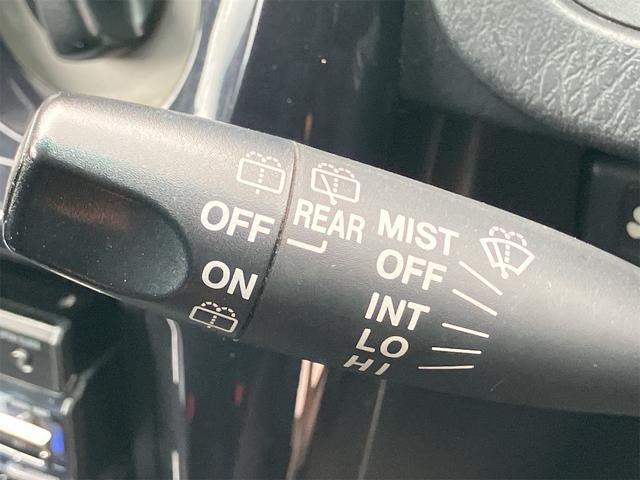 OFF
ON
REAR
MIST
OFF
INT
LO
HI